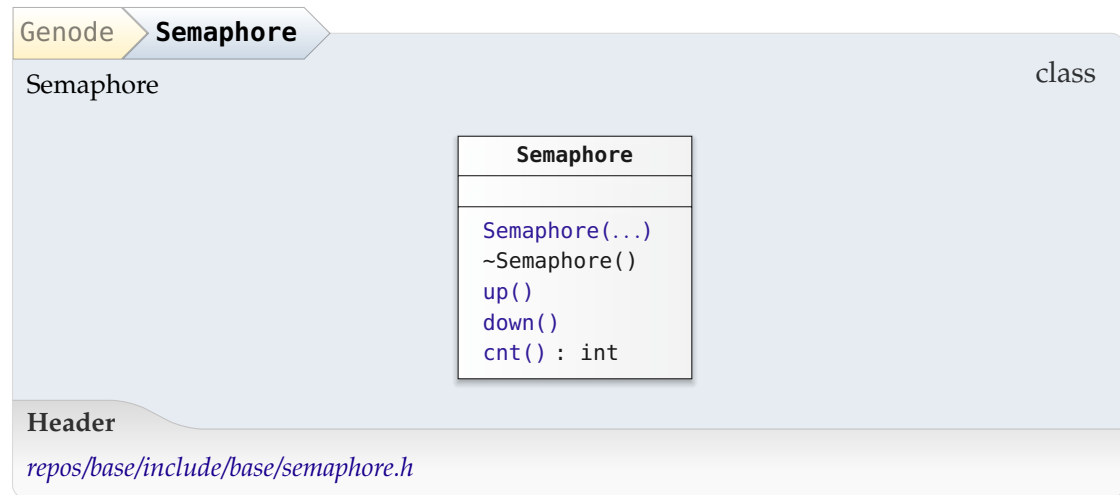 Genode Semaphore
Semaphore class
Semaphore
Semaphore(...)
~Semaphore()
up()
down()
cnt() : int
Header
repos/base/include/base/semaphore.h